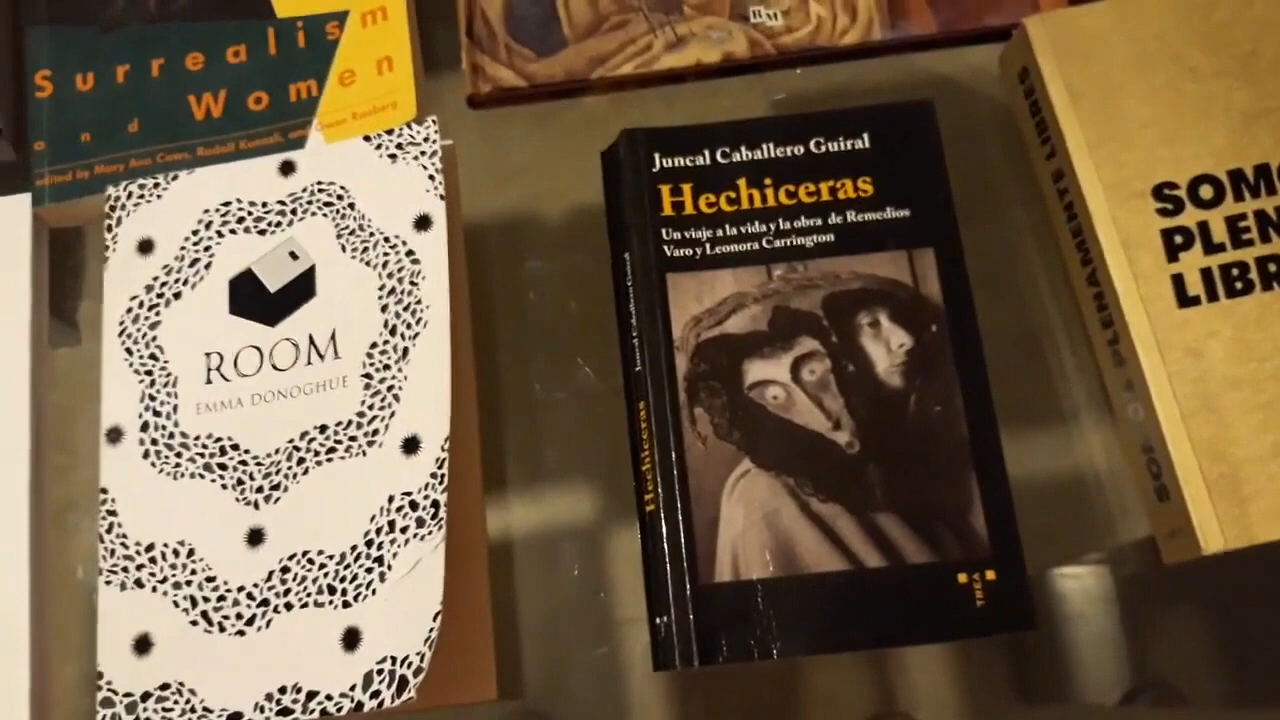 Surrealism
and Women
edited by Mary Ann Caws, Rudolf Kuenzli, and Gwen Raaberg
RM
ROOM
EMMA DONOGHUE
Juncal Caballero Guiral
Hechiceras
Un viaje a la vida y la obra de Remedios
Varo y Leonora Carrington
TREA
Juncal Caballero Guiral
Hechiceras
PLENAMENTE LIBRES
SOMO
PLEN
LIBR